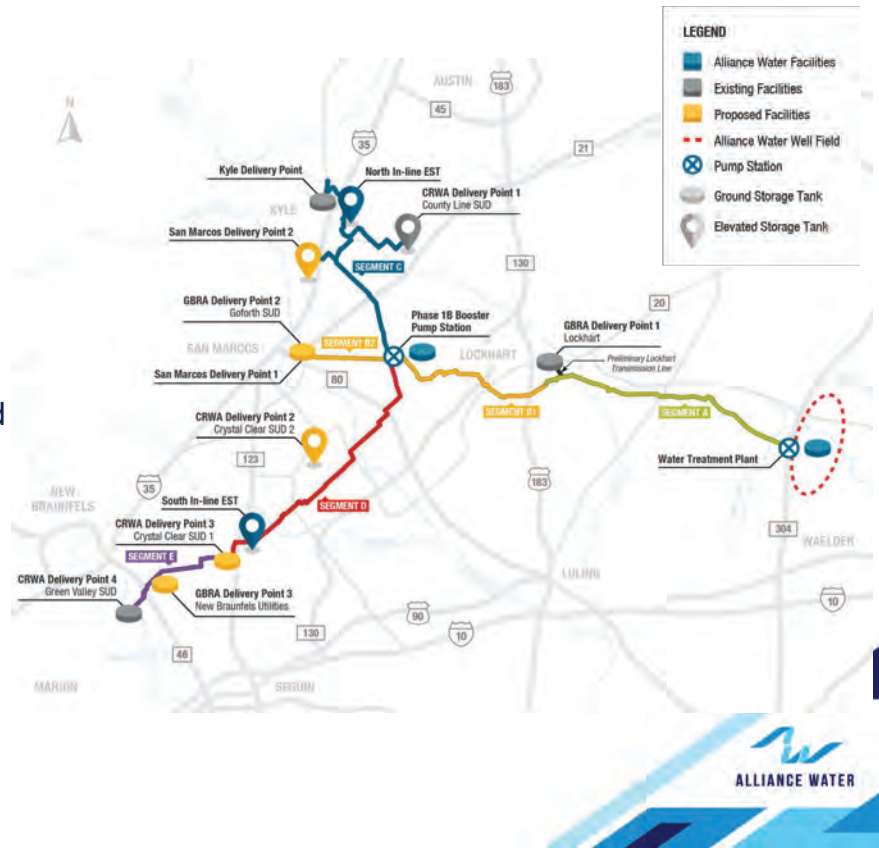 LEGEND
Alliance Water Facilities
Existing Facilities
Proposed Facilities
Alliance Water Well Field
Pump Station
Ground Storage Tank
Elevated Storage Tank
N
AUSTIN
183
45
35
21
Kyle Delivery Point
North In-line EST
CRWA Delivery Point 1
County Line SUD
KYLE
San Marcos Delivery Point 2
SEGMENT C
130
GBRA Delivery Point 2
Goforth SUD
Phase 1B Booster
Pump Station
20
GBRA Delivery Point 1
Lockhart
SAN MARCOS
SEGMENT B2
LOCKHART
Preliminary Lockhart
Transmission Line
San Marcos Delivery Point 1
80
d
CRWA Delivery Point 2
Crystal Clear SUD 2
SEGMENT B1
SEGMENT A
Water Treatment Plant
123
35
183
NEW
BRAUNFELS
South In-line EST
SEGMENT D
304
WAELDER
CRWA Delivery Point 3
Crystal Clear SUD 1
SEGMENT E
LULING
CRWA Delivery Point 4
Green Valley SUD
GBRA Delivery Point 3
New Braunfels Utilities
90
10
10
130
46
MARION
SEGUIN
ALLIANCE WATER